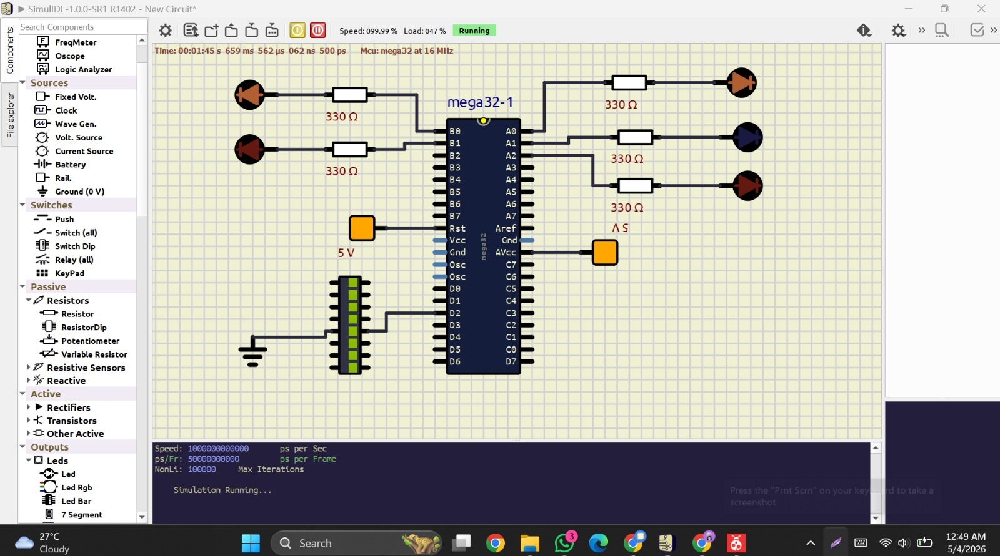 SimulIDE-1.0.0-SR1 R1402 - New Circuit*
Components
File explorer
Search Components
FreqMeter
Oscope
Logic Analyzer
Sources
Fixed Volt.
Clock
Wave Gen.
Volt. Source
Current Source
Battery
Rail.
Ground (0 V)
Switches
Push
Switch (all)
Switch Dip
Relay (all)
KeyPad
Passive
Resistors
Resistor
ResistorDip
Potentiometer
Variable Resistor
Resistive Sensors
Reactive
Active
Rectifiers
Transistors
Other Active
Outputs
Leds
Led
Led Rgb
Led Bar
7 Segment
Speed: 099.99 % Load: 047 % Running
Time: 00:01:45 s 659 ms 562 µs 062 ns 500 ps Mcu: mega32 at 16 MHz
330 Ω
330 Ω
5 V
mega32-1
mega32
B0
B1
B2
B3
B4
B5
B6
B7
Rst
Vcc
Gnd
Osc
Osc
D0
D1
D2
D3
D4
D5
D6
A0
A1
A2
A3
A4
A5
A6
A7
Aref
Gnd
AVcc
C7
C6
C5
C4
C3
C2
C1
C0
D7
330 Ω
330 Ω
330 Ω
5 V
Speed: 1000000000000 ps per Sec
ps/Fr: 50000000000 ps per Frame
NonLi: 100000 Max Iterations
Simulation Running...
Press the "Prnt Scrn" on your keyboard to take a
screenshot
27°C
Cloudy
Search
3
12:49 AM
5/4/2026